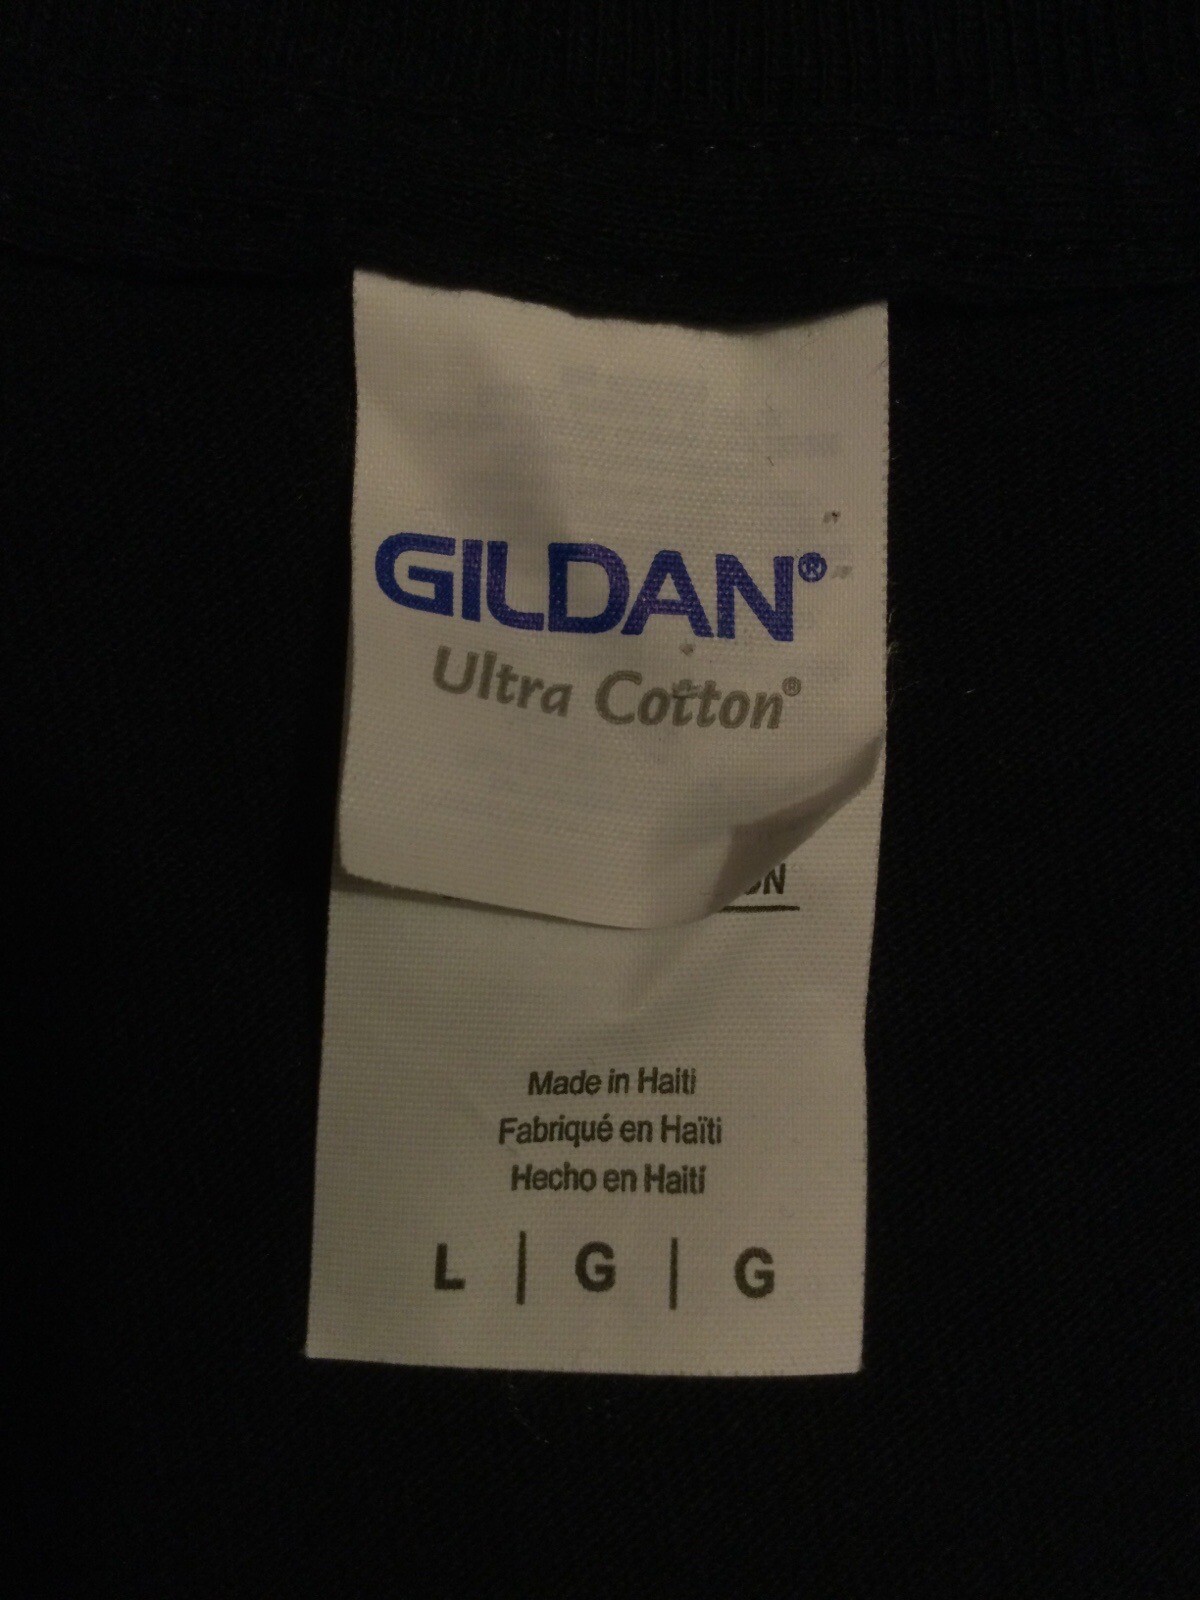 GILDAN®
Ultra Cotton®
Made in Haiti
Fabriqué en Haïti
Hecho en Haití
L | G | G